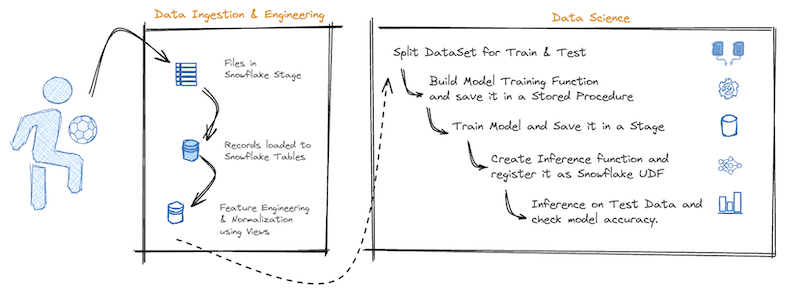 Data Ingestion & Engineering
Files in
Snowflake Stage
Records loaded to
Snowflake Tables
Feature Engineering
& Normalization
using Views
Data Science
Split DataSet for Train & Test
Build Model Training Function
and save it in a Stored Procedure
Train Model and Save it in a Stage
Create Inference function and
register it as Snowflake UDF
Inference on Test Data and
check model accuracy.